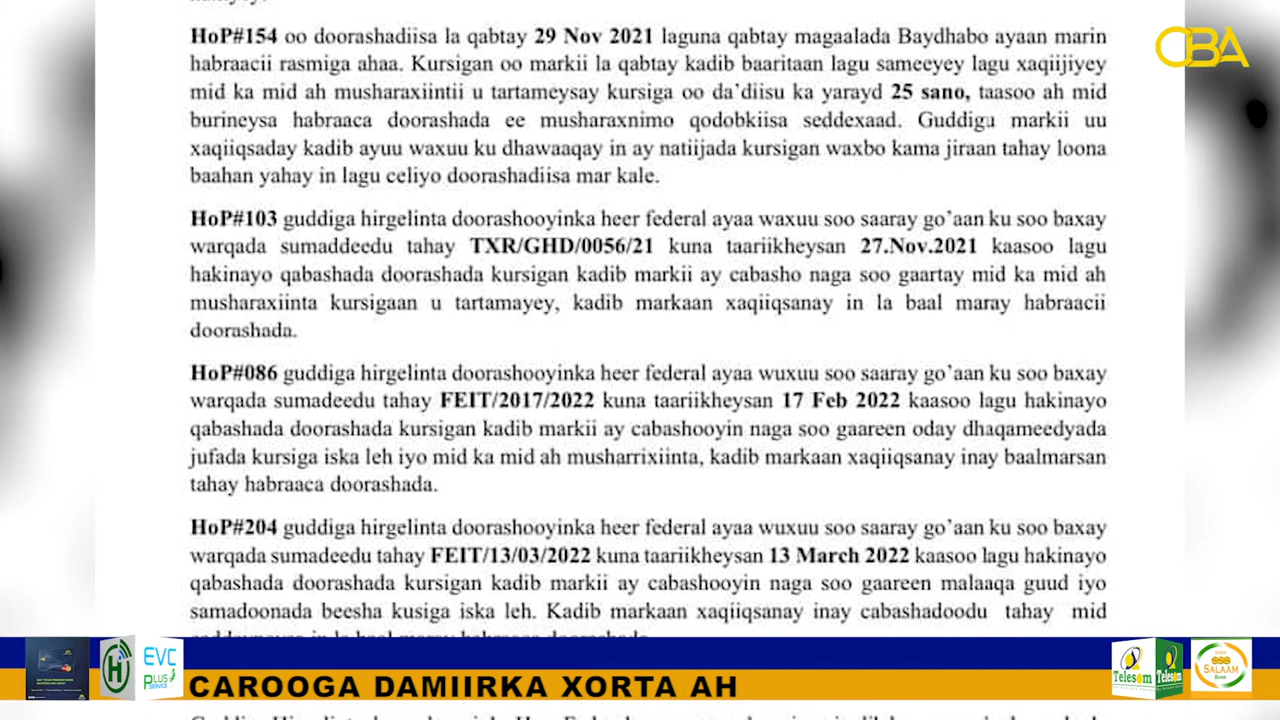 HoP#154 oo doorashadiisa la qabtay 29 Nov 2021 laguna qabtay magaalada Baydhabo ayaan marin
habraacii rasmiga ahaa. Kursigan oo markii la qabtay kadib baaritaan lagu sameeyey lagu xaqiijiyey
mid ka mid ah musharaxiintii u tartameysay kursiga oo da’diisu ka yarayd 25 sano, taasoo ah mid
burineysa habraaca doorashada ee musharaxnimo qodobkiisa seddexaad. Guddigu markii uu
xaqiiqsaday kadib ayuu waxuu ku dhawaaqay in ay natiijada kursigan waxbo kama jiraan tahay loona
baahan yahay in lagu celiyo doorashadiisa mar kale.
HoP#103 guddiga hirgelinta doorashooyinka heer federal ayaa waxuu soo saaray go’aan ku soo baxay
warqada sumaddeedu tahay TXR/GHD/0056/21 kuna taariikheysan 27.Nov.2021 kaasoo lagu
hakinayo qabashada doorashada kursigan kadib markii ay cabasho naga soo gaartay mid ka mid ah
musharaxiinta kursigaan u tartamayey, kadib markaan xaqiiqsanay in la baal maray habraacii
doorashada.
HoP#086 guddiga hirgelinta doorashooyinka heer federal ayaa wuxuu soo saaray go’aan ku soo baxay
warqada sumadeedu tahay FEIT/2017/2022 kuna taariikheysan 17 Feb 2022 kaasoo lagu hakinayo
qabashada doorashada kursigan kadib markii ay cabashooyin naga soo gaareen oday dhaqameedyada
jufada kursiga iska leh iyo mid ka mid ah musharrixiinta, kadib markaan xaqiiqsanay inay baalmarsan
tahay habraaca doorashada.
HoP#204 guddiga hirgelinta doorashooyinka heer federal ayaa wuxuu soo saaray go’aan ku soo baxay
warqada sumadeedu tahay FEIT/13/03/2022 kuna taariikheysan 13 March 2022 kaasoo lagu hakinayo
qabashada doorashada kursigan kadib markii ay cabashooyin naga soo gaareen malaaqa guud iyo
samadoonada beesha kusiga iska leh. Kadib markaan xaqiiqsanay inay cabashadoodu tahay mid
CBA
EVC
PLUS
SERVICE
CAROOGA DALJIRKA XORTA AH
Telesom
Telesom
SALAAM
BANK